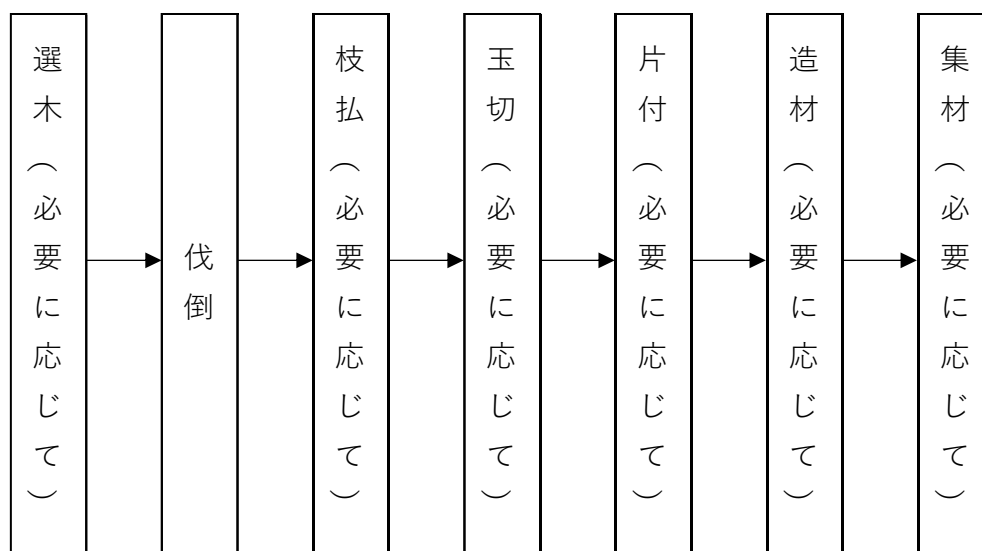 選木（必要に応じて）
伐倒
枝払（必要に応じて）
玉切（必要に応じて）
片付（必要に応じて）
造材（必要に応じて）
集材（必要に応じて）